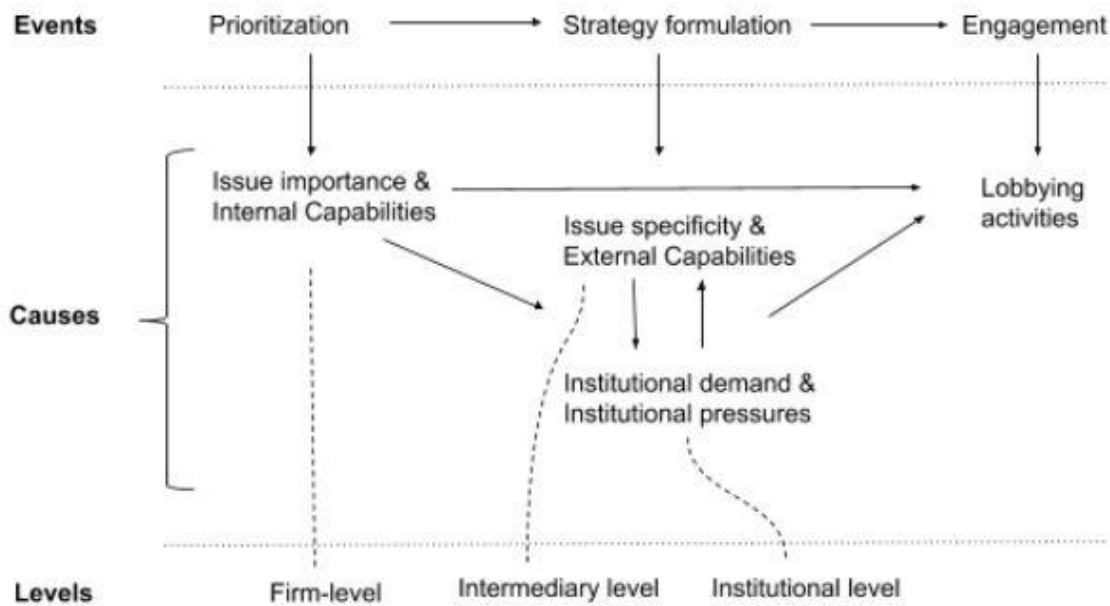 Events Prioritization Strategy formulation Engagement
Issue importance &
Internal Capabilities
Lobbying
activities
Issue specificity &
External Capabilities
Causes
Institutional demand &
Institutional pressures
Levels Firm-level Intermediary level Institutional level